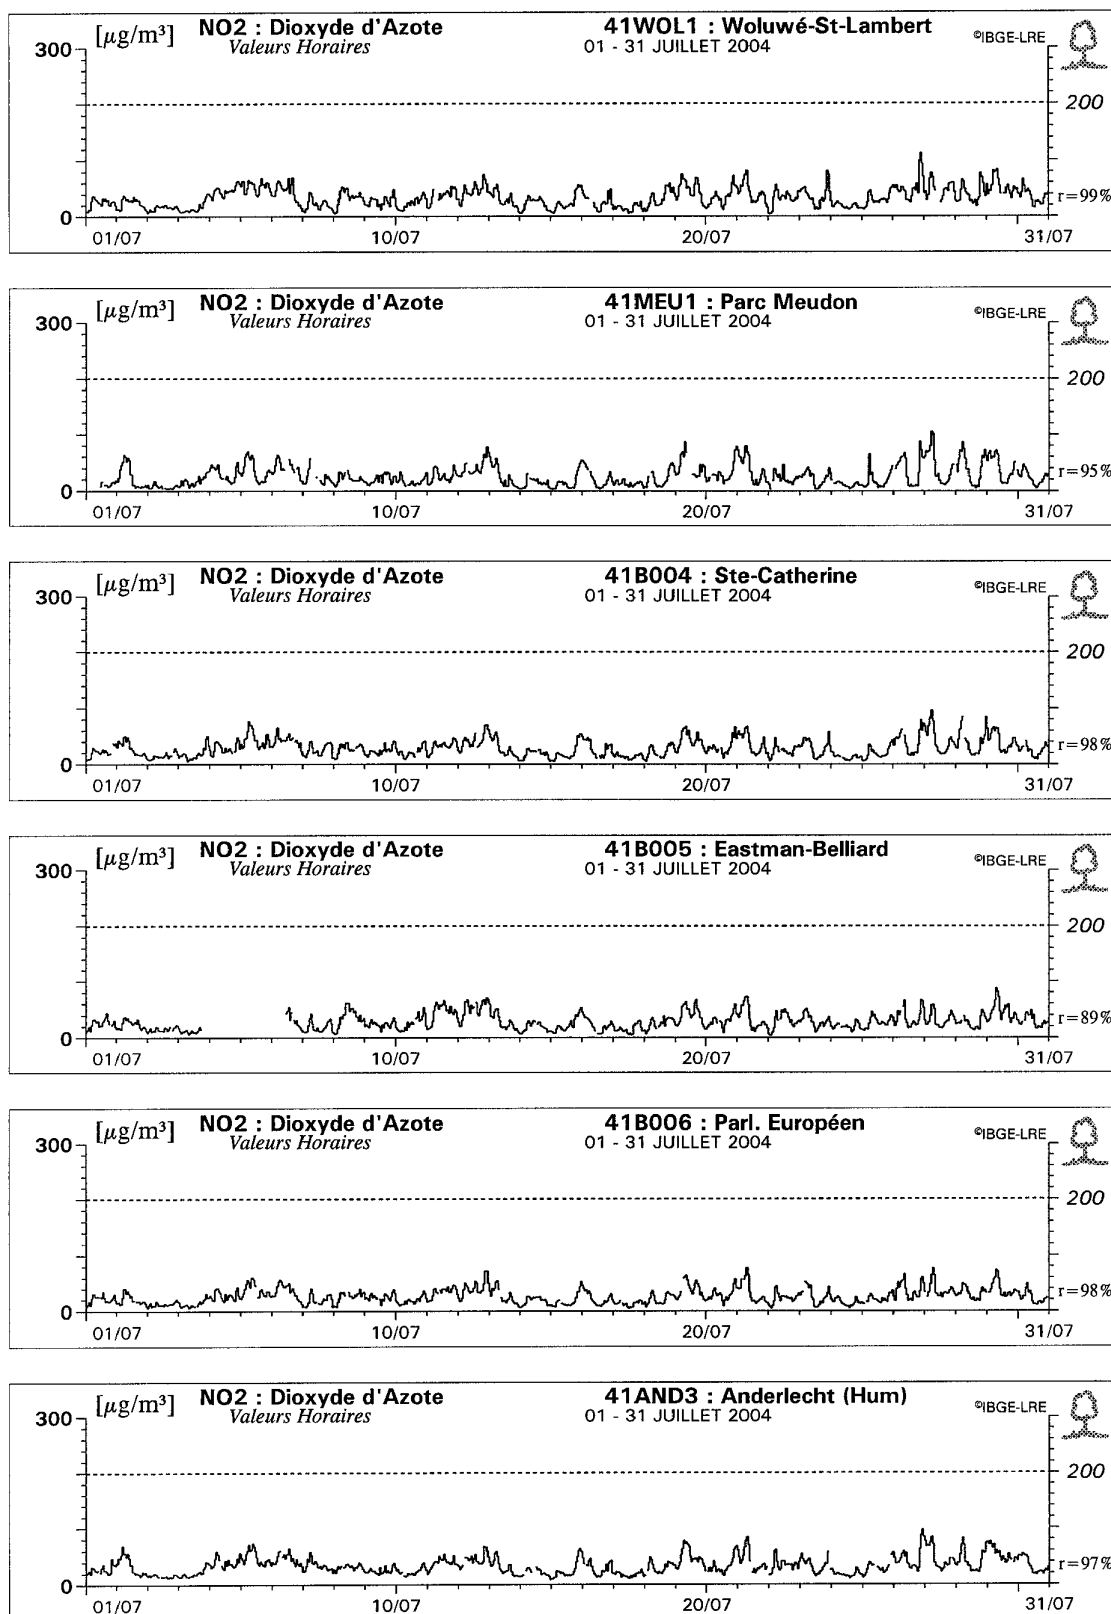 [μg/m³] NO2 : Dioxyde d'Azote 41WOL1 : Woluwé-St-Lambert ©IBGE-LRE
300 Valeurs Horaires 01 - 31 JUILLET 2004
200
r=99%
0
01/07 10/07 20/07 31/07
[μg/m³] NO2 : Dioxyde d'Azote 41MEU1 : Parc Meudon ©IBGE-LRE
300 Valeurs Horaires 01 - 31 JUILLET 2004
200
r=95%
0
01/07 10/07 20/07 31/07
[μg/m³] NO2 : Dioxyde d'Azote 41B004 : Ste-Catherine ©IBGE-LRE
300 Valeurs Horaires 01 - 31 JUILLET 2004
200
r=98%
0
01/07 10/07 20/07 31/07
[μg/m³] NO2 : Dioxyde d'Azote 41B005 : Eastman-Belliard ©IBGE-LRE
300 Valeurs Horaires 01 - 31 JUILLET 2004
200
r=89%
0
01/07 10/07 20/07 31/07
[μg/m³] NO2 : Dioxyde d'Azote 41B006 : Parl. Européen ©IBGE-LRE
300 Valeurs Horaires 01 - 31 JUILLET 2004
200
r=98%
0
01/07 10/07 20/07 31/07
[μg/m³] NO2 : Dioxyde d'Azote 41AND3 : Anderlecht (Hum) ©IBGE-LRE
300 Valeurs Horaires 01 - 31 JUILLET 2004
200
r=97%
0
01/07 10/07 20/07 31/07